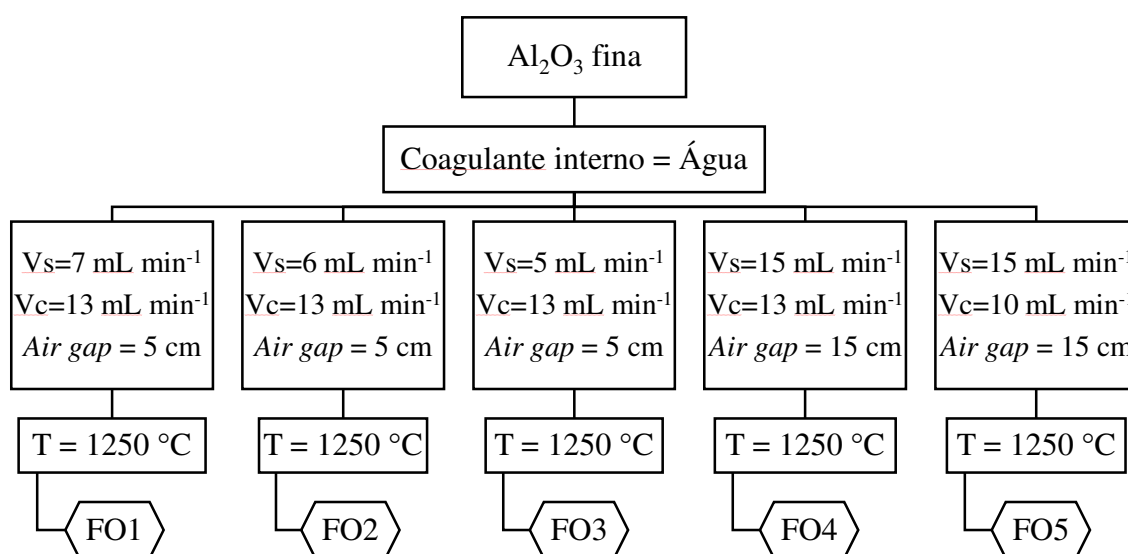 Al₂O₃ fina
Coagulante interno = Água
Vs=7 mL min⁻¹
Vc=13 mL min⁻¹
Air gap = 5 cm
Vs=6 mL min⁻¹
Vc=13 mL min⁻¹
Air gap = 5 cm
Vs=5 mL min⁻¹
Vc=13 mL min⁻¹
Air gap = 5 cm
Vs=15 mL min⁻¹
Vc=13 mL min⁻¹
Air gap = 15 cm
Vs=15 mL min⁻¹
Vc=10 mL min⁻¹
Air gap = 15 cm
T = 1250 °C
T = 1250 °C
T = 1250 °C
T = 1250 °C
T = 1250 °C
FO1
FO2
FO3
FO4
FO5